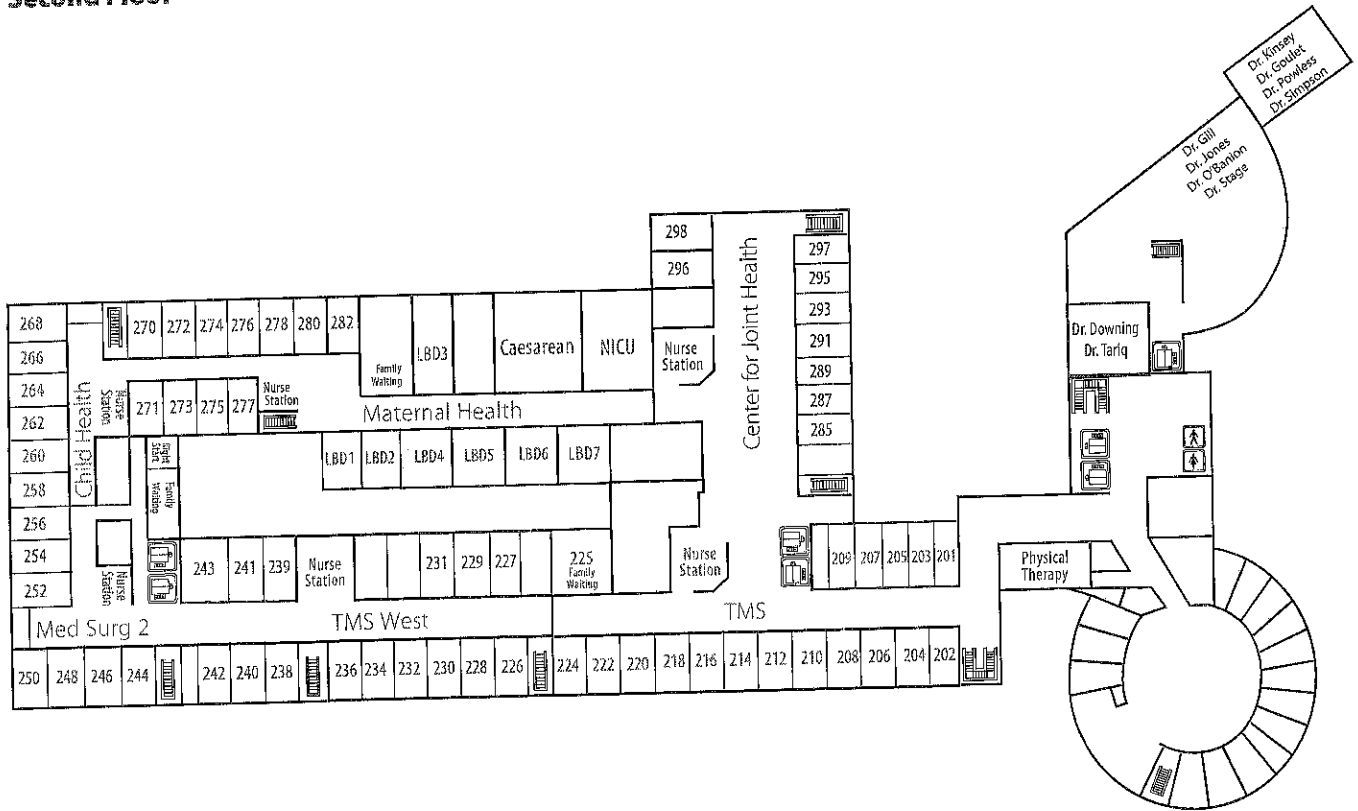 Second Floor
Dr. Kinsey
Dr. Goulet
Dr. Powless
Dr. Simpson
Dr. Gill
Dr. Jones
Dr. O'Banion
Dr. Stage
298
296
297
295
293
291
289
287
285
Center for Joint Health
Nurse
Station
Dr. Downing
Dr. Tariq
268
266
264
262
260
258
256
254
252
270
272
274
276
278
280
282
Family
Waiting
LBD3
Caesarean
NICU
Child Health
Nurse
Station
271
273
275
277
Nurse
Station
Maternal Health
Sight
Start
Family
Waiting
LBD1
LBD2
LBD4
LBD5
LBD6
LBD7
Nurse
Station
243
241
239
Nurse
Station
231
229
227
225
Family
Waiting
Nurse
Station
209
207
205
203
201
Physical
Therapy
Med Surg 2
TMS West
TMS
250
248
246
244
242
240
238
236
234
232
230
228
226
224
222
220
218
216
214
212
210
208
206
204
202